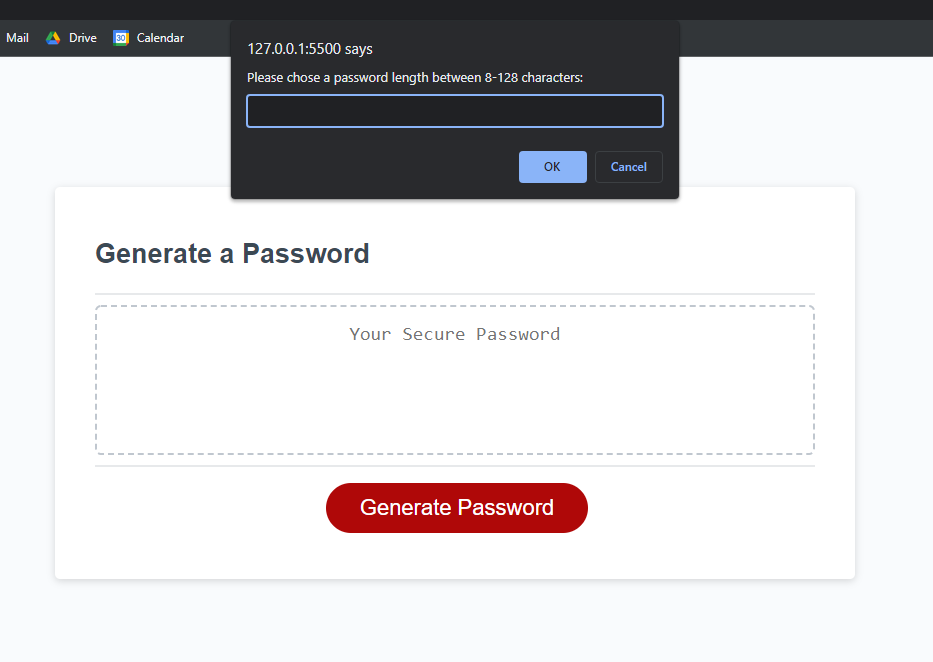 Mail Drive 30 Calendar
127.0.0.1:5500 says
Please chose a password length between 8-128 characters:
OK Cancel
Generate a Password
Your Secure Password
Generate Password